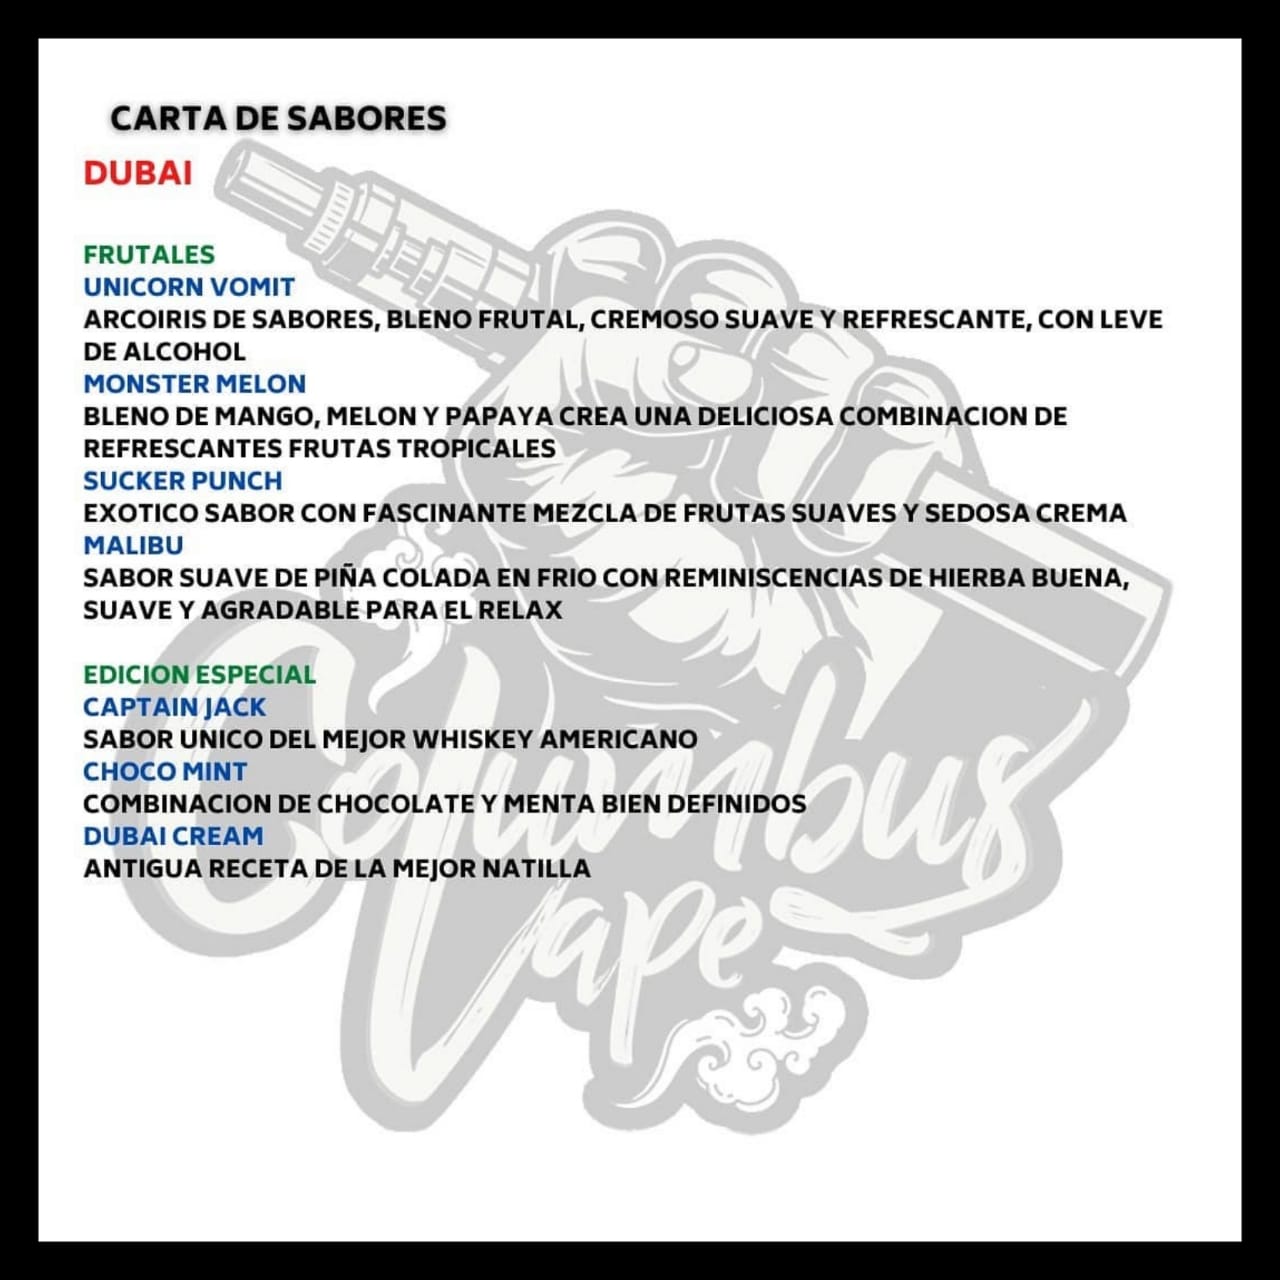 CARTA DE SABORES
DUBAI
FRUTALES
UNICORN VOMIT
ARCOIRIS DE SABORES, BLENO FRUTAL, CREMOSO SUAVE Y REFRESCANTE, CON LEVE
DE ALCOHOL
MONSTER MELON
BLENO DE MANGO, MELON Y PAPAYA CREA UNA DELICIOSA COMBINACION DE
REFRESCANTES FRUTAS TROPICALES
SUCKER PUNCH
EXOTICO SABOR CON FASCINANTE MEZCLA DE FRUTAS SUAVES Y SEDOSA CREMA
MALIBU
SABOR SUAVE DE PIÑA COLADA EN FRIO CON REMINISCENCIAS DE HIERBA BUENA,
SUAVE Y AGRADABLE PARA EL RELAX
EDICION ESPECIAL
CAPTAIN JACK
SABOR UNICO DEL MEJOR WHISKEY AMERICANO
CHOCO MINT
COMBINACION DE CHOCOLATE Y MENTA BIEN DEFINIDOS
DUBAI CREAM
ANTIGUA RECETA DE LA MEJOR NATILLA
Columbus
Vape